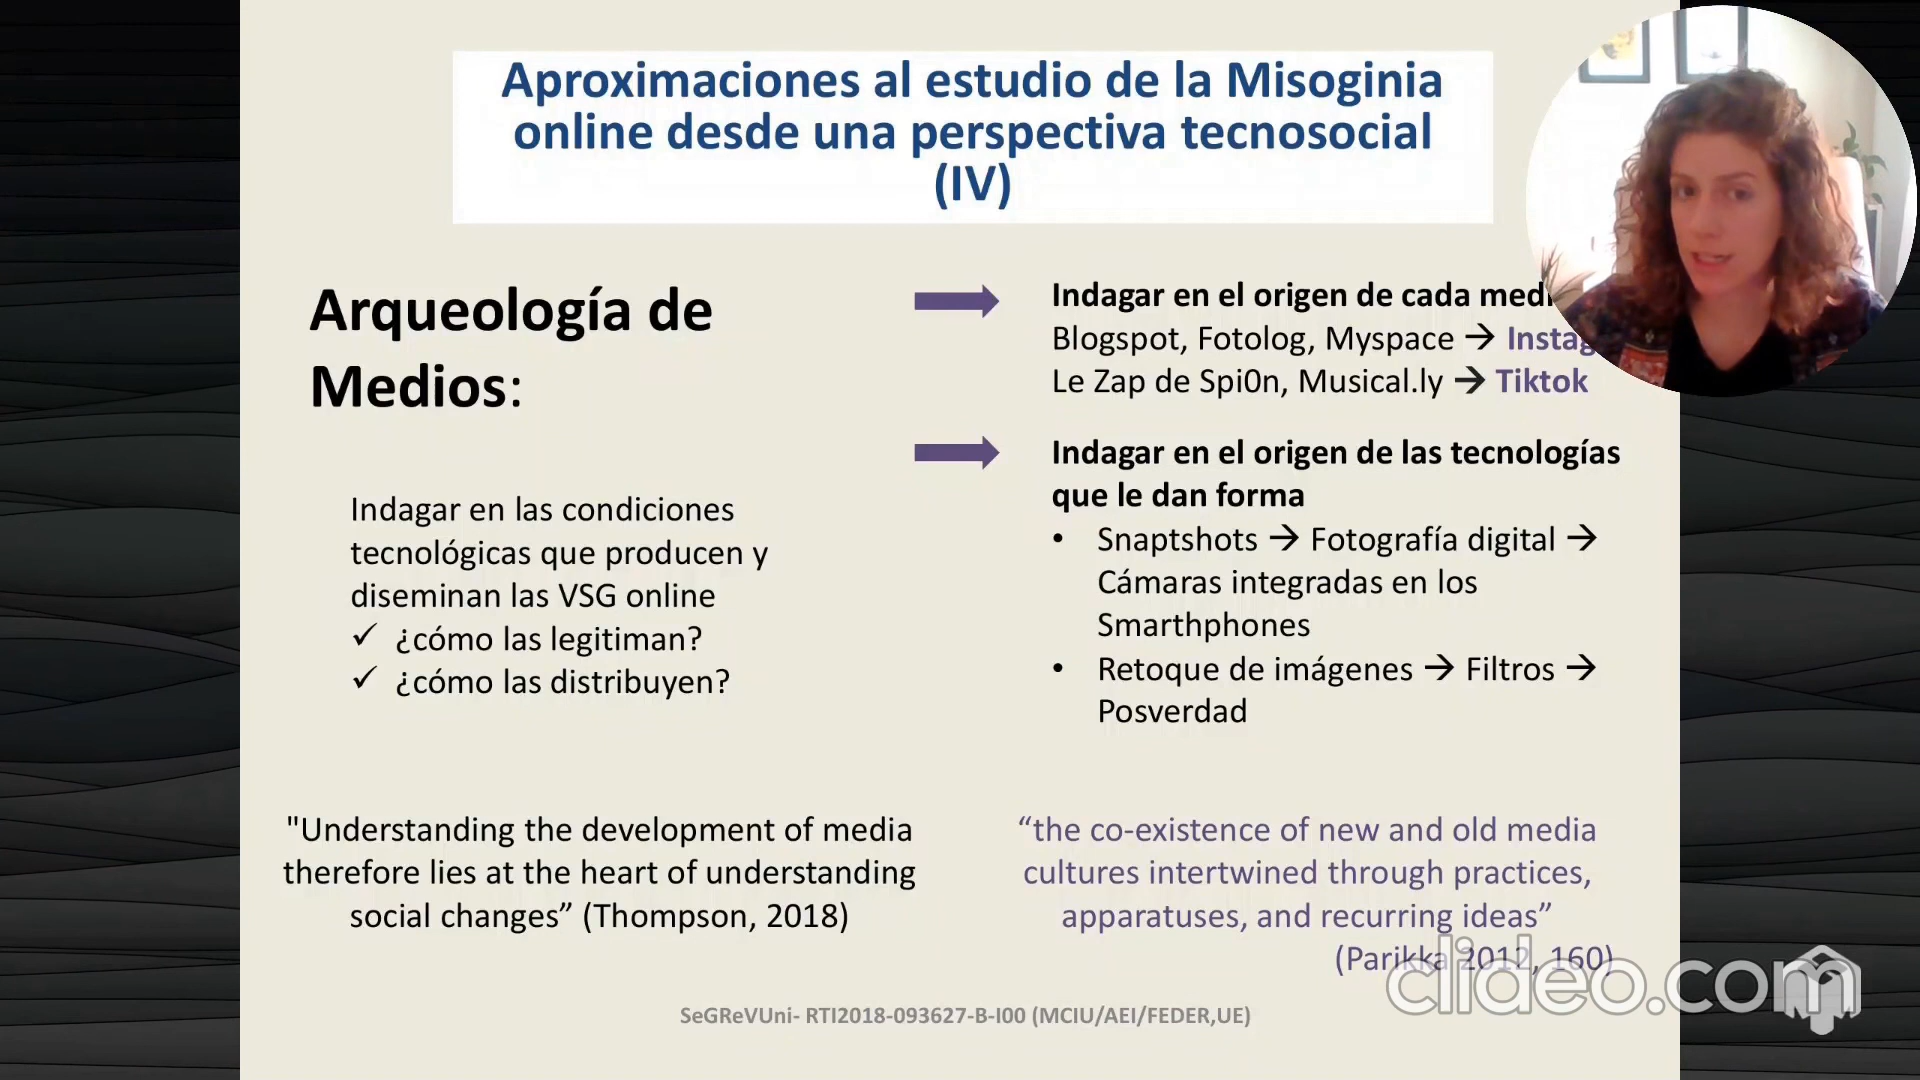 Aproximaciones al estudio de la Misoginia
online desde una perspectiva tecnosocial
(IV)
Arqueología de
Medios:
Indagar en las condiciones
tecnológicas que producen y
diseminan las VSG online
✓ ¿cómo las legitiman?
✓ ¿cómo las distribuyen?
Indagar en el origen de cada
Blogspot, Fotolog, Myspace →
Le Zap de Spi0n, Musical.ly → Tiktok
Indagar en el origen de las tecnologías
que le dan forma
• Snaptshots → Fotografía digital →
Cámaras integradas en los
Smarthphones
• Retoque de imágenes → Filtros →
Posverdad
"Understanding the development of media
therefore lies at the heart of understanding
social changes” (Thompson, 2018)
“the co-existence of new and old media
cultures intertwined through practices,
apparatuses, and recurring ideas”
(Parikka 2012, 160)
clideo.com
SeGReVUni- RTI2018-093627-B-I00 (MCIU/AEI/FEDER,UE)